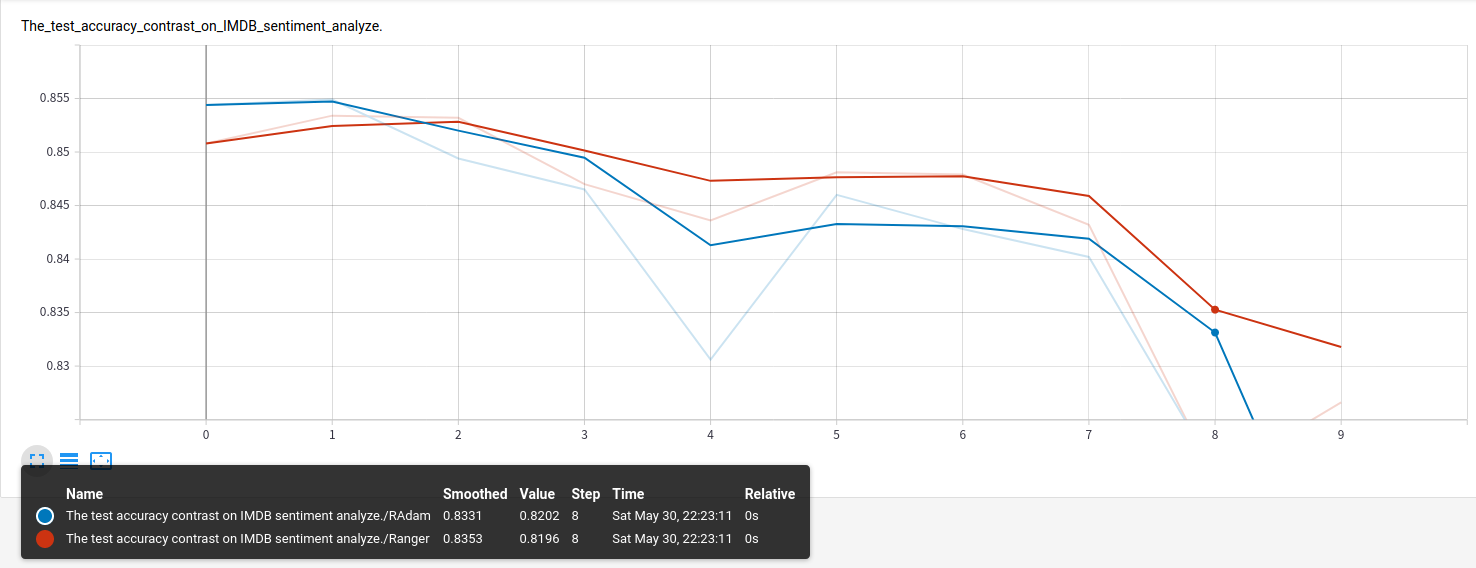 The_test_accuracy_contrast_on_IMDB_sentiment_analyze.
0.855
0.85
0.845
0.84
0.835
0.83
0 1 2 3 4 5 6 7 8 9
Name Smoothed Value Step Time Relative
The test accuracy contrast on IMDB sentiment analyze./RAdam 0.8331 0.8202 8 Sat May 30, 22:23:11 0s
The test accuracy contrast on IMDB sentiment analyze./Ranger 0.8353 0.8196 8 Sat May 30, 22:23:11 0s